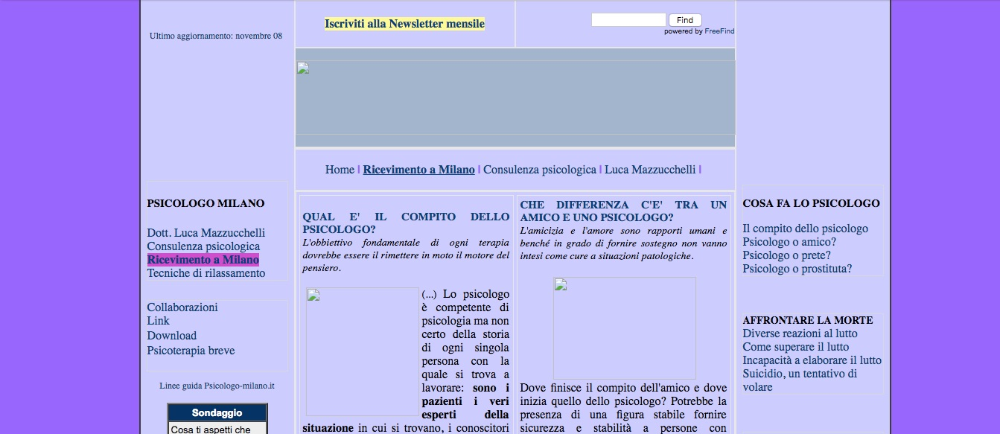 Ultimo aggiornamento: novembre 08
Iscriviti alla Newsletter mensile
Find
powered by FreeFind
Home | Ricevimento a Milano | Consulenza psicologica | Luca Mazzucchelli |
PSICOLOGO MILANO
Dott. Luca Mazzucchelli
Consulenza psicologica
Ricevimento a Milano
Tecniche di rilassamento
Collaborazioni
Link
Download
Psicoterapia breve
Linee guida Psicologo-milano.it
Sondaggio
Cosa ti aspetti che
QUAL E' IL COMPITO DELLO
PSICOLOGO?
L'obbiettivo fondamentale di ogni terapia
dovrebbe essere il rimettere in moto il motore del
pensiero.
(...) Lo psicologo
è competente di
psicologia ma non
certo della storia
di ogni singola
persona con la
quale si trova a
lavorare: sono i
pazienti i veri
esperti della
situazione in cui si trovano, i conoscitori
CHE DIFFERENZA C'E' TRA UN
AMICO E UNO PSICOLOGO?
L'amicizia e l'amore sono rapporti umani e
benché in grado di fornire sostegno non vanno
intesi come cure a situazioni patologiche.
Dove finisce il compito dell'amico e dove
inizia quello dello psicologo? Potrebbe la
presenza di una figura stabile fornire
sicurezza e stabilità a persone con
COSA FA LO PSICOLOGO
Il compito dello psicologo
Psicologo o amico?
Psicologo o prete?
Psicologo o prostituta?
AFFRONTARE LA MORTE
Diverse reazioni al lutto
Come superare il lutto
Incapacità a elaborare il lutto
Suicidio, un tentativo di
volare